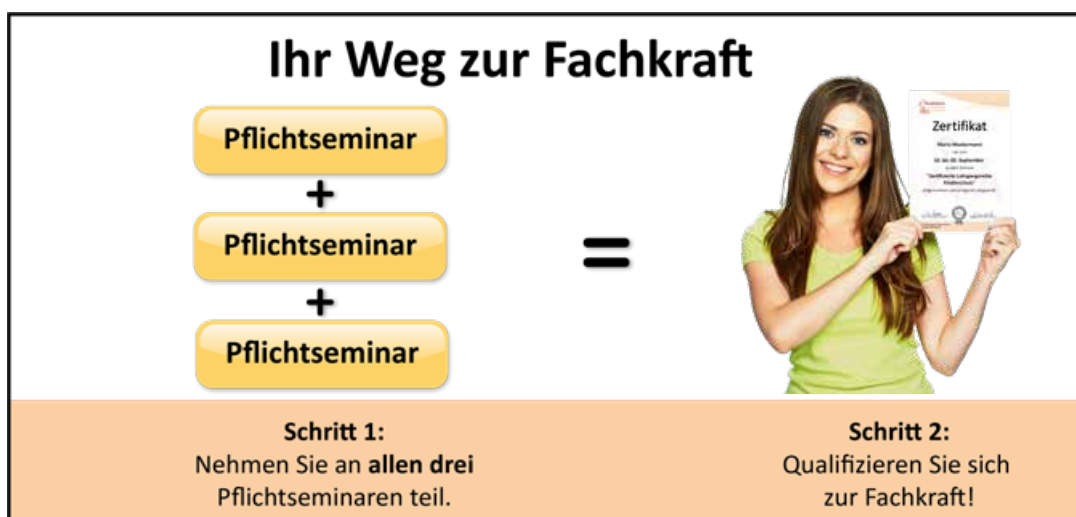 Ihr Weg zur Fachkraft
Pflichtseminar
+
Pflichtseminar
+
Pflichtseminar
=
Zertifikat
Schritt 1:
Nehmen Sie an allen drei
Pflichtseminaren teil.
Schritt 2:
Qualifizieren Sie sich
zur Fachkraft!